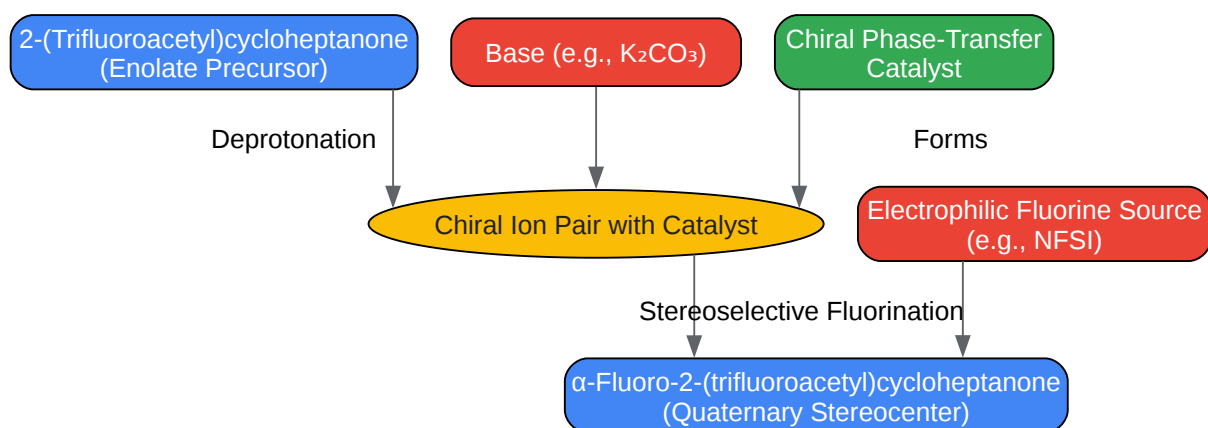 2-(Trifluoroacetyl)cycloheptanone
(Enolate Precursor)
Base (e.g., K₂CO₃)
Chiral Phase-Transfer
Catalyst
Deprotonation
Forms
Chiral Ion Pair with Catalyst
Electrophilic Fluorine Source
(e.g., NFSI)
Stereoselective Fluorination
α-Fluoro-2-(trifluoroacetyl)cycloheptanone
(Quaternary Stereocenter)